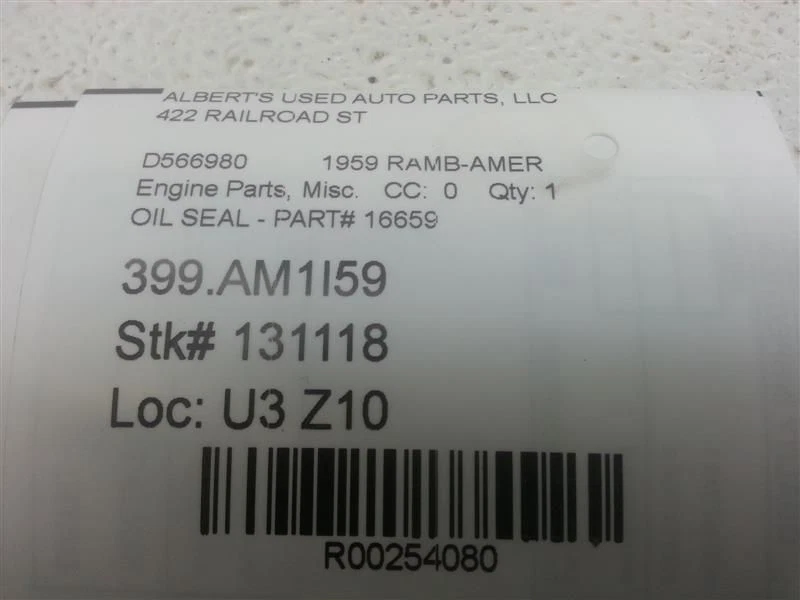 ALBERT'S USED AUTO PARTS, LLC
422 RAILROAD ST
D566980 1959 RAMB-AMER
Engine Parts, Misc. CC: 0 Qty: 1
OIL SEAL - PART# 16659
399.AM1I59
Stk# 131118
Loc: U3 Z10
R00254080